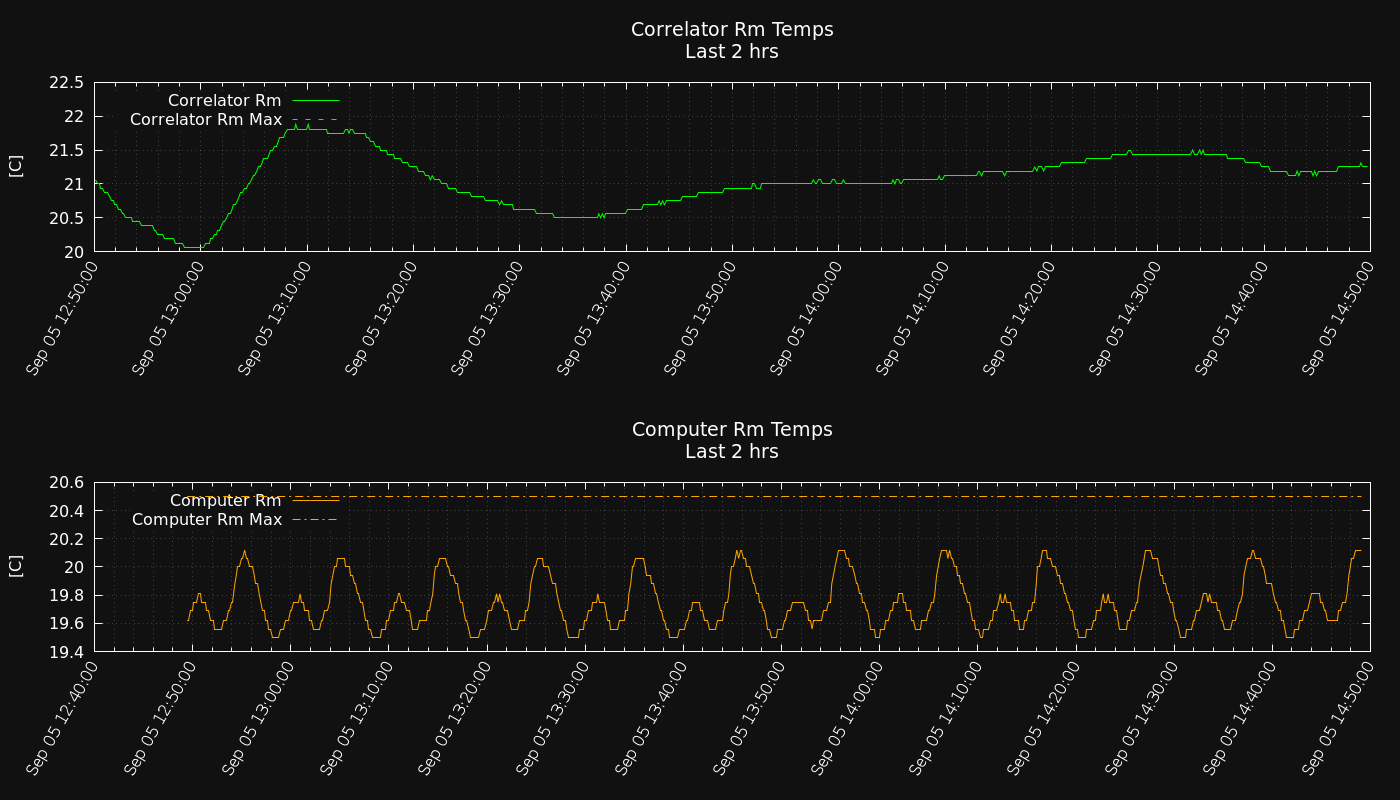 Correlator Rm Temps
Last 2 hrs
22.5
22
21.5
21
20.5
20
[C]
Correlator Rm
Correlator Rm Max
Sep 05 12:50:00
Sep 05 13:00:00
Sep 05 13:10:00
Sep 05 13:20:00
Sep 05 13:30:00
Sep 05 13:40:00
Sep 05 13:50:00
Sep 05 14:00:00
Sep 05 14:10:00
Sep 05 14:20:00
Sep 05 14:30:00
Sep 05 14:40:00
Sep 05 14:50:00
Computer Rm Temps
Last 2 hrs
20.6
20.4
20.2
20
19.8
19.6
19.4
[C]
Computer Rm
Computer Rm Max
Sep 05 12:40:00
Sep 05 12:50:00
Sep 05 13:00:00
Sep 05 13:10:00
Sep 05 13:20:00
Sep 05 13:30:00
Sep 05 13:40:00
Sep 05 13:50:00
Sep 05 14:00:00
Sep 05 14:10:00
Sep 05 14:20:00
Sep 05 14:30:00
Sep 05 14:40:00
Sep 05 14:50:00